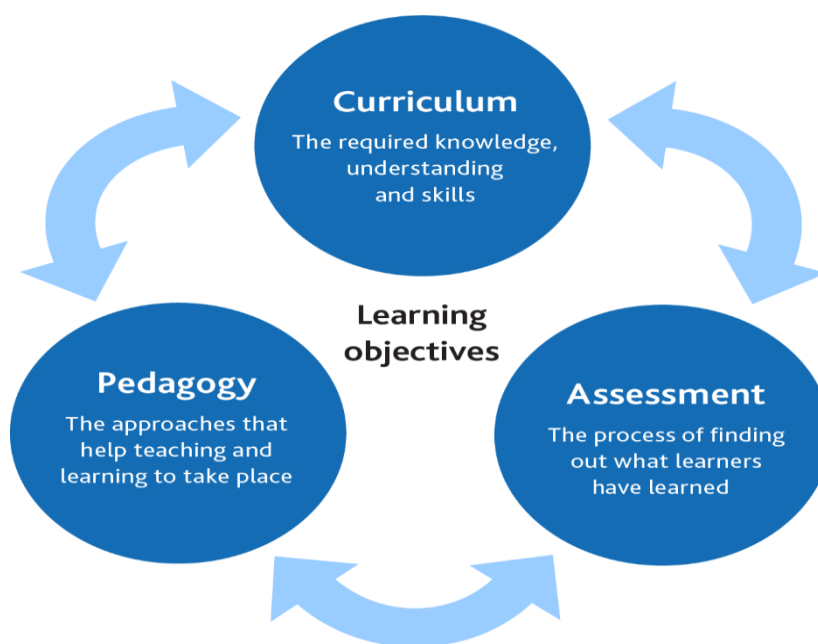 Curriculum
The required knowledge,
understanding
and skills
Learning
objectives
Pedagogy
The approaches that
help teaching and
learning to take place
Assessment
The process of finding
out what learners
have learned